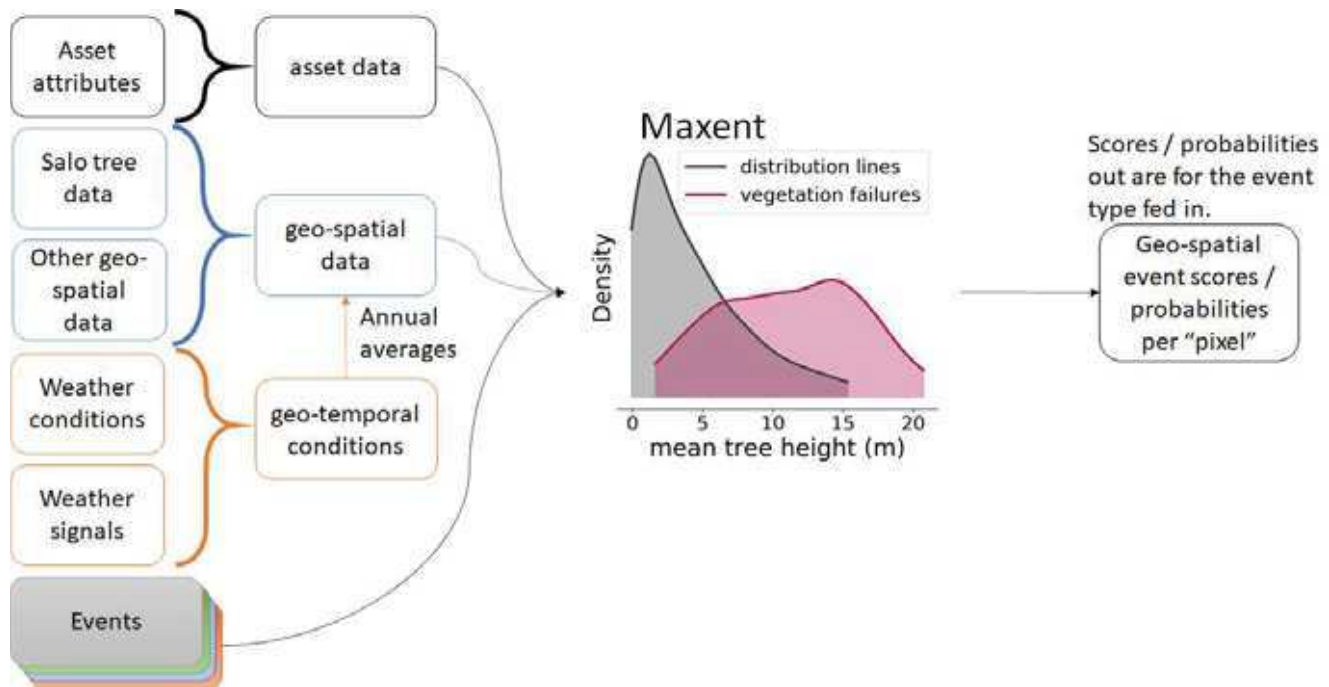 Asset
attributes
asset data
Salo tree
data
Other geo-
spatial
data
geo-spatial
data
Annual
averages
Weather
conditions
geo-temporal
conditions
Weather
signals
Events
Maxent
distribution lines
vegetation failures
Density
0 5 10 15 20
mean tree height (m)
Scores / probabilities
out are for the event
type fed in.
Geo-spatial
event scores /
probabilities
per “pixel”